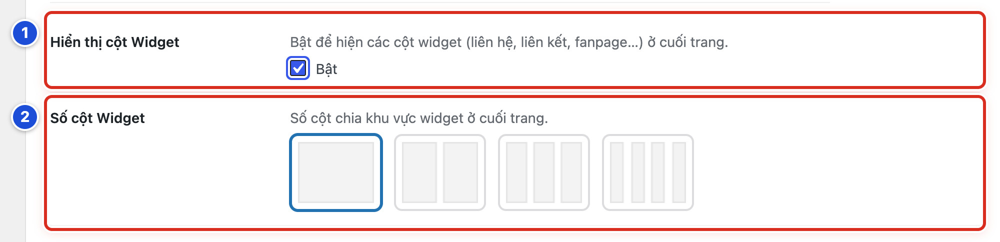 1
Hiển thị cột Widget
Bật để hiện các cột widget (liên hệ, liên kết, fanpage...) ở cuối trang.
Bật
2
Số cột Widget
Số cột chia khu vực widget ở cuối trang.